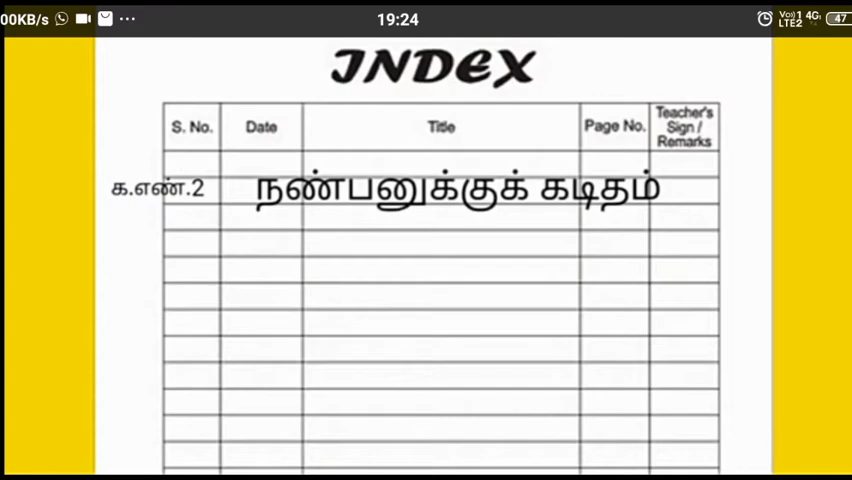 00KB/s ... 19:24 Vo)) 1 4G LTE2 47
INDEX
S. No. Date Title Page No. Teacher's Sign / Remarks
க.எண்.2 நண்பனுக்குக் கடிதம்